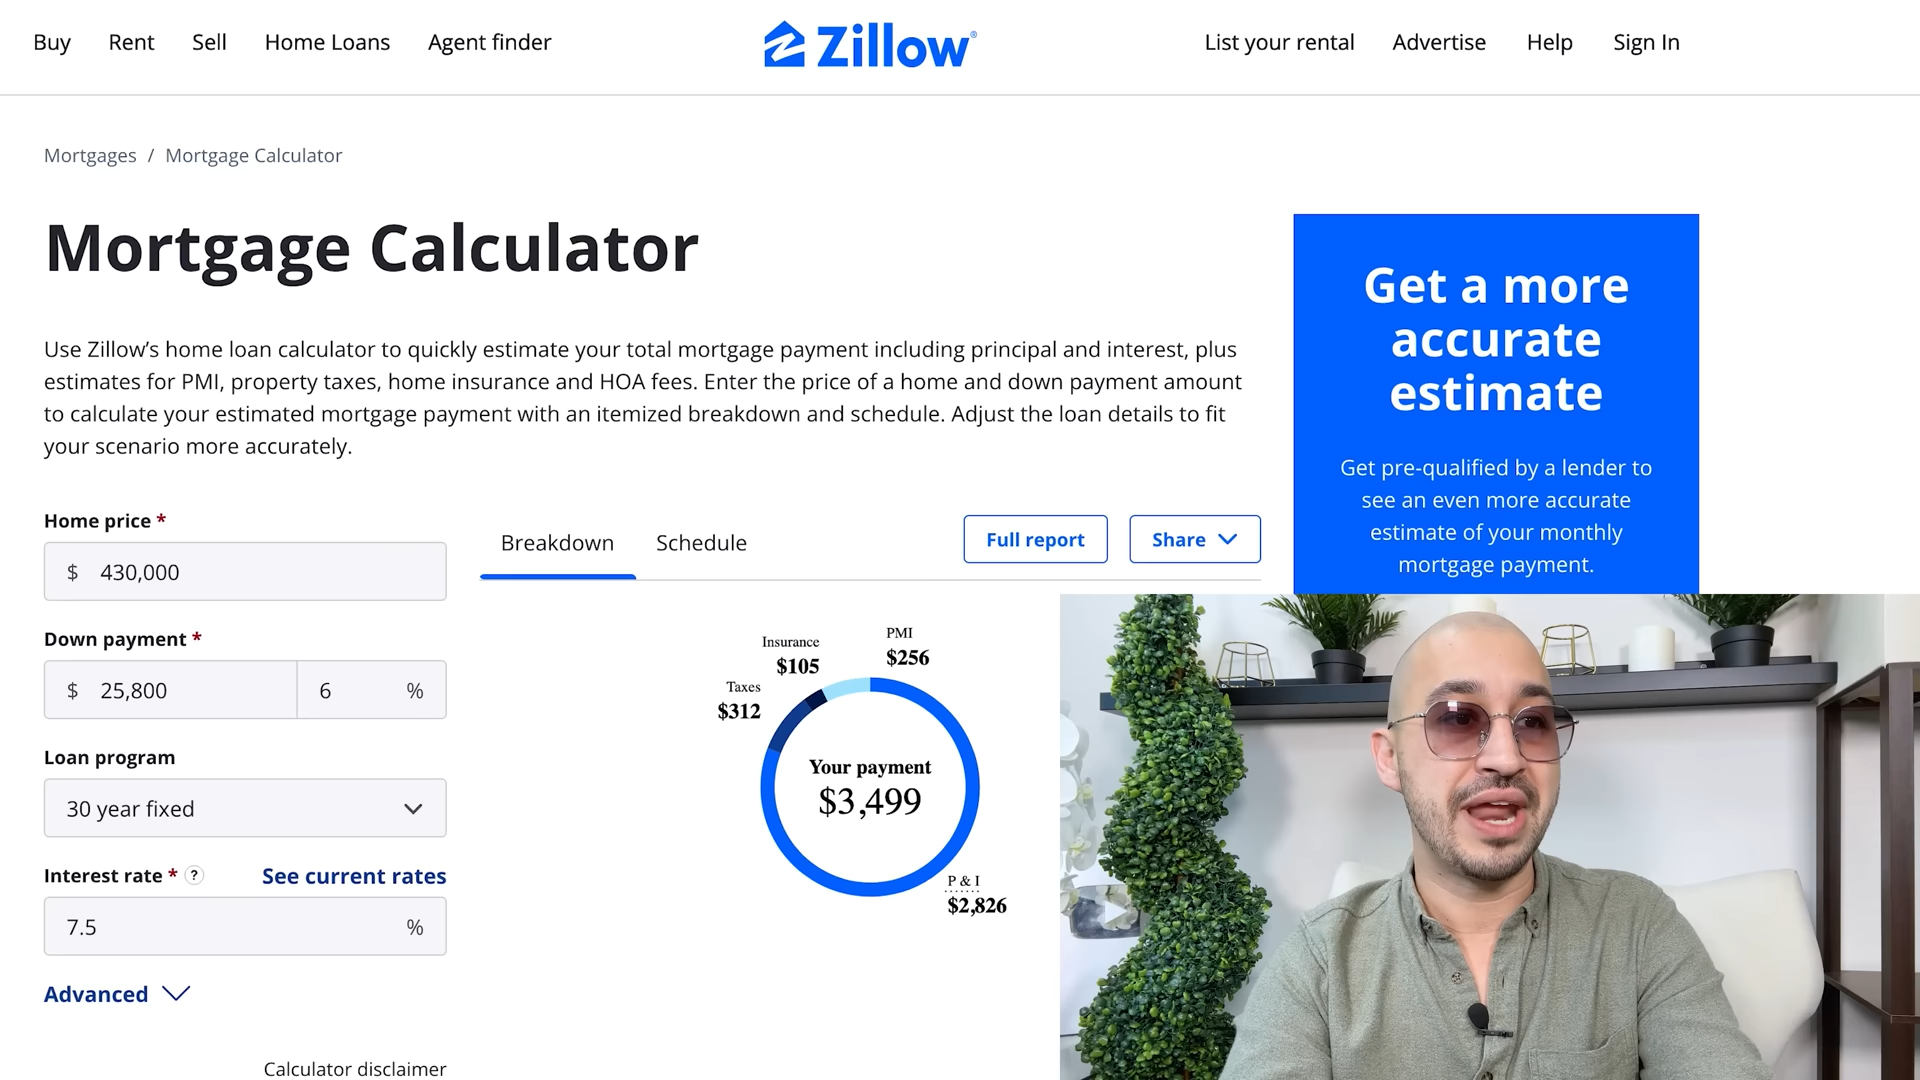 Buy Rent Sell Home Loans Agent finder Zillow® List your rental Advertise Help Sign In
Mortgages / Mortgage Calculator
Mortgage Calculator
Use Zillow’s home loan calculator to quickly estimate your total mortgage payment including principal and interest, plus
estimates for PMI, property taxes, home insurance and HOA fees. Enter the price of a home and down payment amount
to calculate your estimated mortgage payment with an itemized breakdown and schedule. Adjust the loan details to fit
your scenario more accurately.
Get a more
accurate
estimate
Get pre-qualified by a lender to
see an even more accurate
estimate of your monthly
mortgage payment.
Home price *
$ 430,000
Down payment *
$ 25,800 6 %
Loan program
30 year fixed
Interest rate * ? See current rates
7.5 %
Advanced
Calculator disclaimer
Breakdown Schedule Full report Share
Insurance
$105
PMI
$256
Taxes
$312
Your payment
$3,499
P & I
$2,826